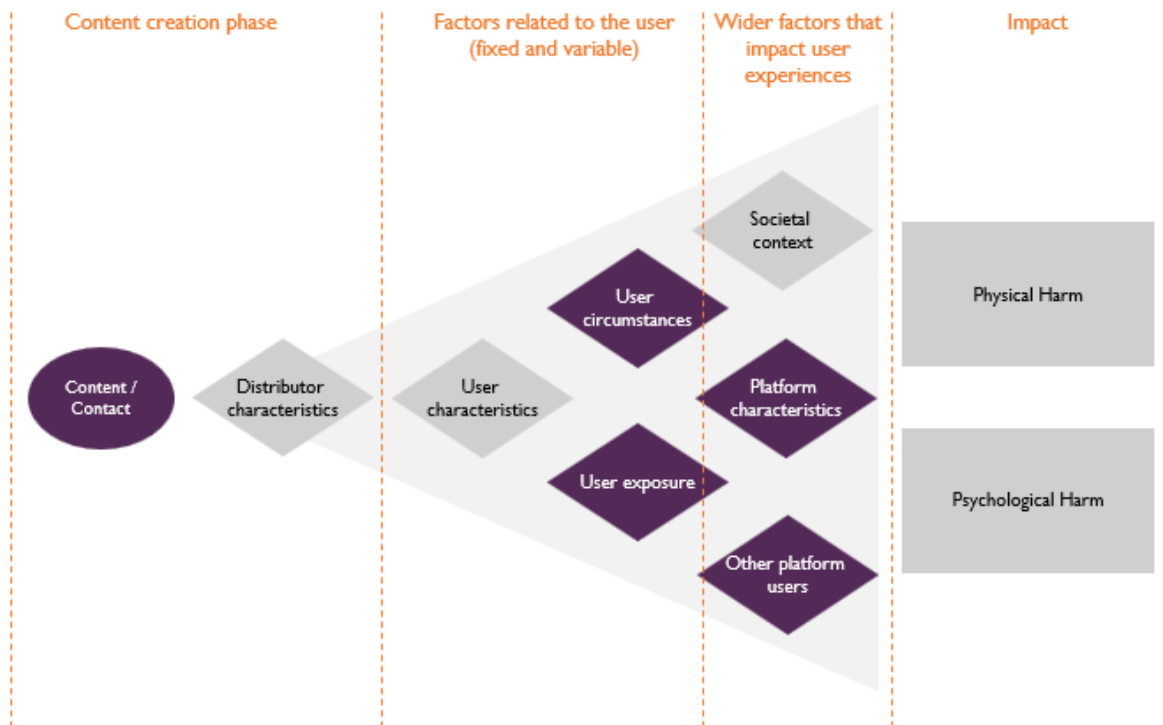 Content creation phase
Factors related to the user
(fixed and variable)
Wider factors that
impact user
experiences
Impact
Societal
context
User
circumstances
Physical Harm
Content /
Contact
Distributor
characteristics
User
characteristics
Platform
characteristics
User exposure
Psychological Harm
Other platform
users